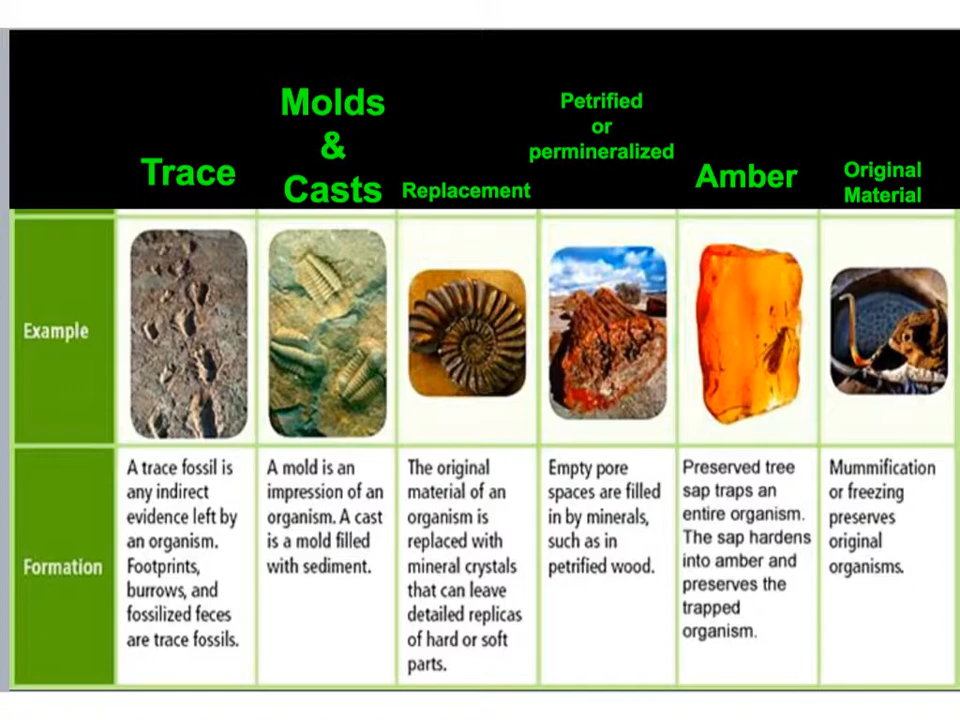 Trace
Molds
&
Casts
Replacement
Petrified
or
permineralized
Amber
Original
Material
Example
Formation
A trace fossil is
any indirect
evidence left by
an organism.
Footprints,
burrows, and
fossilized feces
are trace fossils.
A mold is an
impression of an
organism. A cast
is a mold filled
with sediment.
The original
material of an
organism is
replaced with
mineral crystals
that can leave
detailed replicas
of hard or soft
parts.
Empty pore
spaces are filled
in by minerals,
such as in
petrified wood.
Preserved tree
sap traps an
entire organism.
The sap hardens
into amber and
preserves the
trapped
organism.
Mummification
or freezing
preserves
original
organisms.